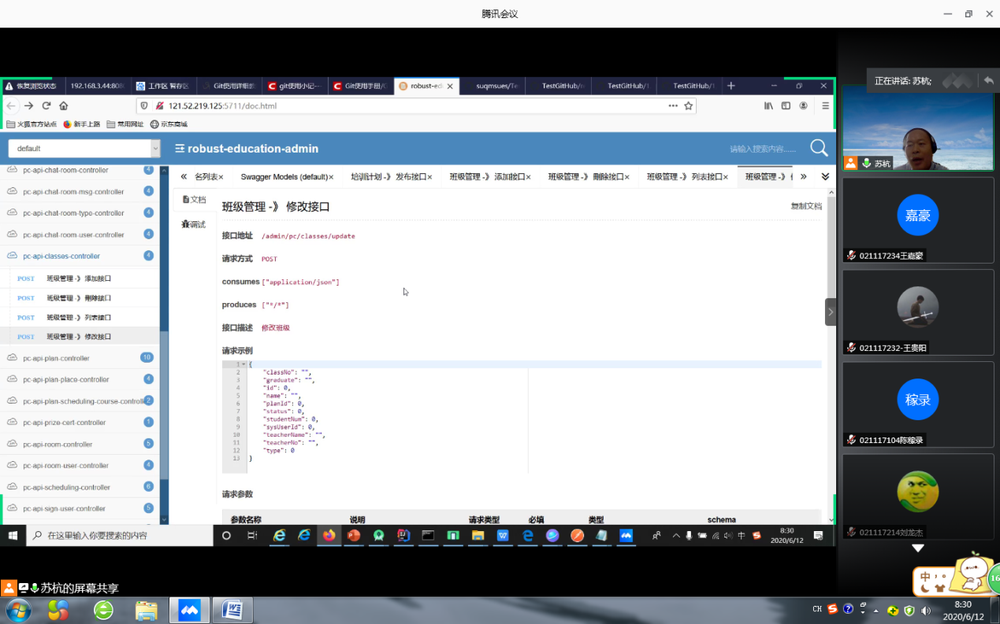 腾讯会议
正在讲话: 苏杭;
恢复浏览状态
192.168.3.44:808
工作区 暂存区
Git使用详细教
git使用小记
Git使用手册/
robust-edu
suqmsues/Te
TestGitHub/
TestGitHub/1
TestGitHub/1
121.52.219.125:5711/doc.html
火狐官方站点
新手上路
常用网址
京东商城
default
robust-education-admin
请输入搜索内容......
pc-api-chat-room-controller 4
pc-api-chat-room-msg-controller 4
pc-api-chat-room-type-controller 4
pc-api-chat-room-user-controller 4
pc-api-classes-controller 4
POST 班级管理 -》 添加接口
POST 班级管理 -》 删除接口
POST 班级管理 -》 列表接口
POST 班级管理 -》 修改接口
pc-api-plan-controller 10
pc-api-plan-place-controller 4
pc-api-plan-scheduling-course-controll 2
pc-api-prize-cert-controller 1
pc-api-room-controller 5
pc-api-room-user-controller 4
pc-api-scheduling-controller 6
pc-api-sign-user-controller 5
名列表×
Swagger Models (default)×
培训计划 -》 发布接口×
班级管理 -》 添加接口×
班级管理 -》 删除接口×
班级管理 -》 列表接口×
班级管理 -》
文档
调试
班级管理 -》 修改接口
复制文档
接口地址 /admin/pc/classes/update
请求方式 POST
consumes ["application/json"]
produces ["*/*"]
接口描述 修改班级
请求示例
1 {
2 "classNo": "",
3 "graduate": "",
4 "id": 0,
5 "name": "",
6 "planId": 0,
7 "status": 0,
8 "studentNum": 0,
9 "sysUserId": 0,
10 "teacherName": "",
11 "teacherNo": "",
12 "type": 0
13 }
请求参数
参数名称 说明 请求类型 必填 类型 schema
苏杭
嘉豪
021117234王嘉豪
021117232-王贵阳
稼录
021117104陈稼录
021117214刘龙杰
在这里输入你要搜索的内容
中
8:30
2020/6/12
苏杭的屏幕共享
中
16
CH
8:30
2020/6/12